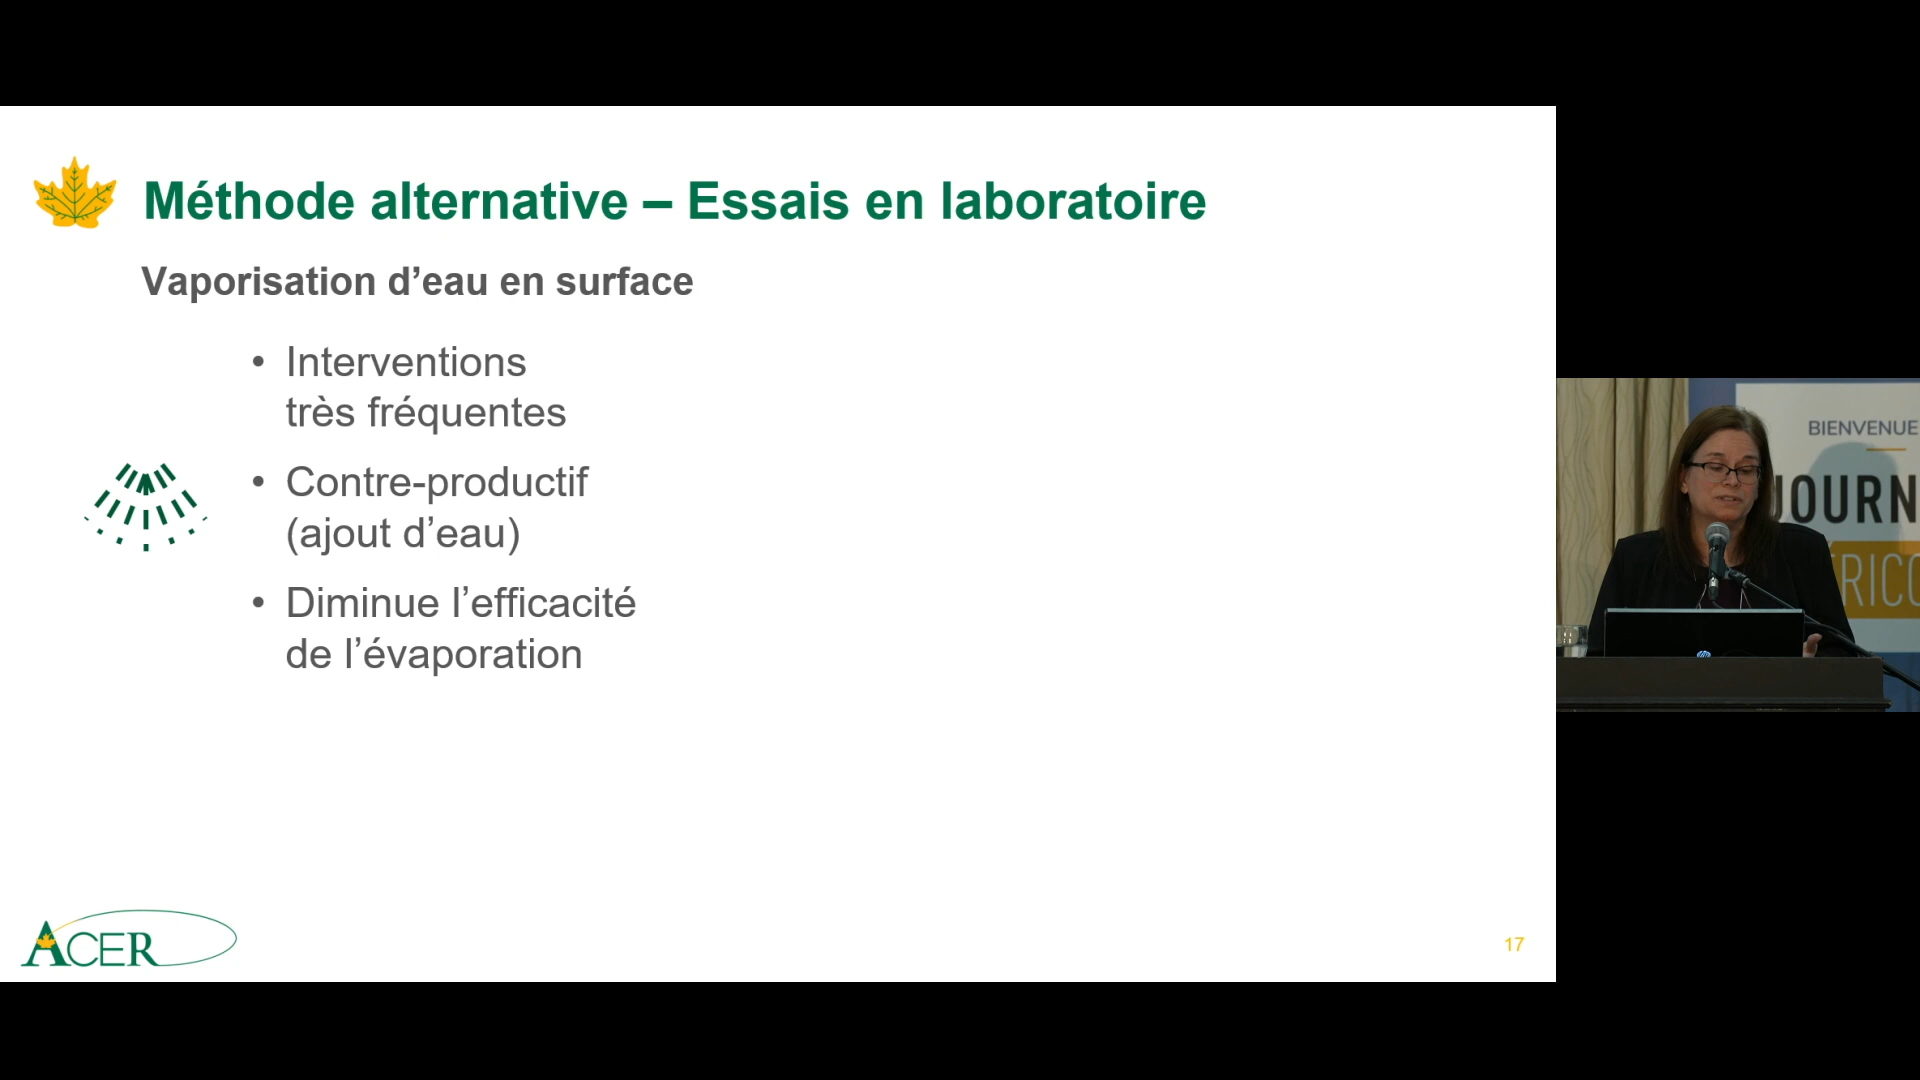 Méthode alternative – Essais en laboratoire
Vaporisation d’eau en surface
• Interventions
très fréquentes
• Contre-productif
(ajout d’eau)
• Diminue l’efficacité
de l’évaporation
ACER
17
BIENVENUE
JOURN
RICO